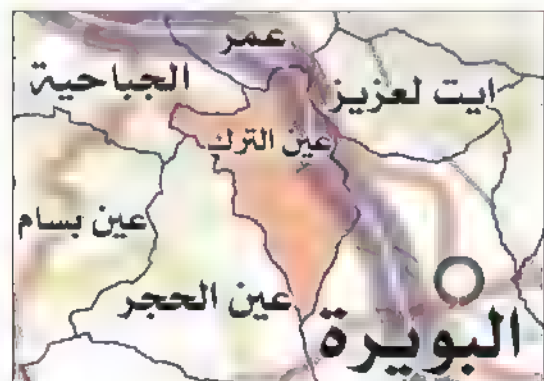 عمر
الجباحية
ايت لعزيز
عين الترك
عين بسام
عين الحجر
البويرة